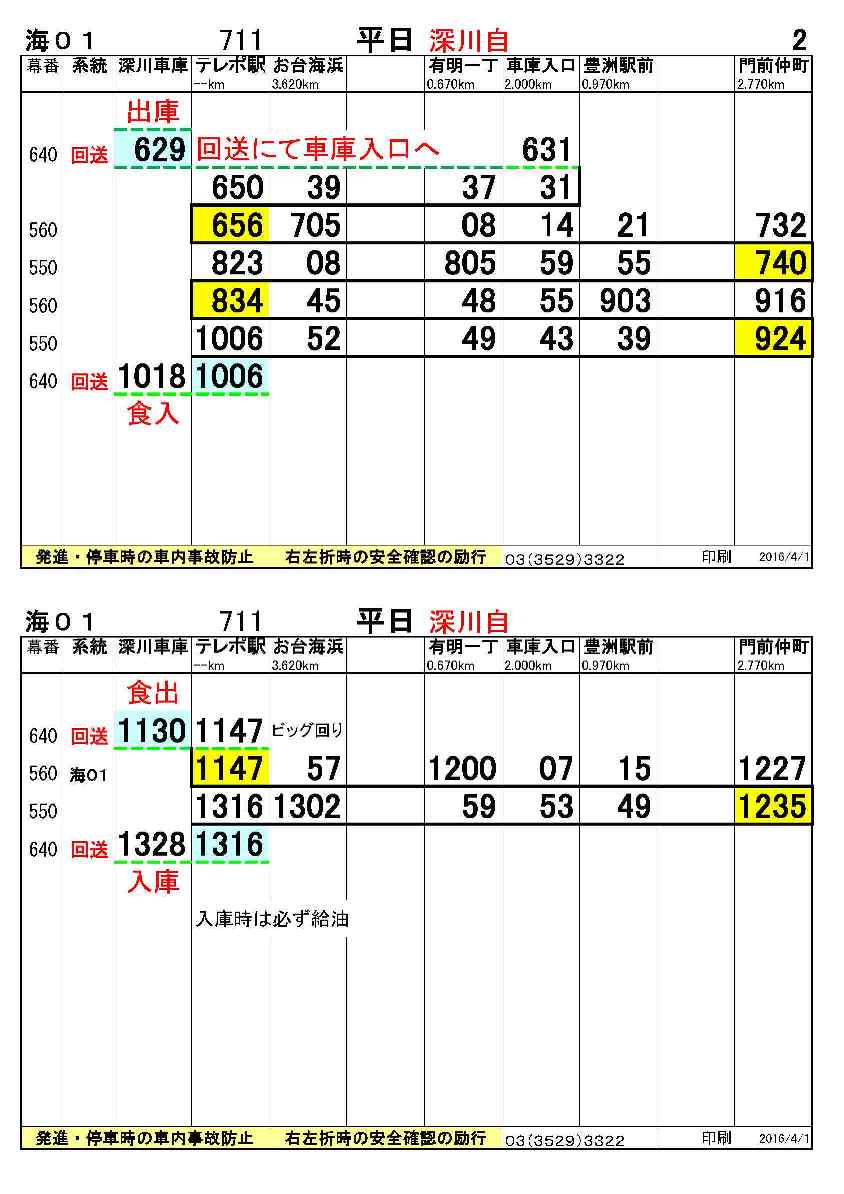 海０１ 711 平日 深川自 2
幕番 系統 深川車庫 テレポ駅 お台海浜 有明一丁 車庫入口 豊洲駅前 門前仲町
--km 3.620km 0.670km 2.000km 0.970km 2.770km
出庫
640 回送 629 回送にて車庫入口へ 631
650 39 37 31
560 656 705 08 14 21 732
550 823 08 805 59 55 740
560 834 45 48 55 903 916
550 1006 52 49 43 39 924
640 回送 1018 1006
食入
発進・停車時の車内事故防止 右左折時の安全確認の励行 03(3529)3322 印刷 2016/4/1
海０１ 711 平日 深川自
幕番 系統 深川車庫 テレポ駅 お台海浜 有明一丁 車庫入口 豊洲駅前 門前仲町
--km 3.620km 0.670km 2.000km 0.970km 2.770km
食出
640 回送 1130 1147 ビッグ回り
560 海01 1147 57 1200 07 15 1227
550 1316 1302 59 53 49 1235
640 回送 1328 1316
入庫
入庫時は必ず給油
発進・停車時の車内事故防止 右左折時の安全確認の励行 03(3529)3322 印刷 2016/4/1